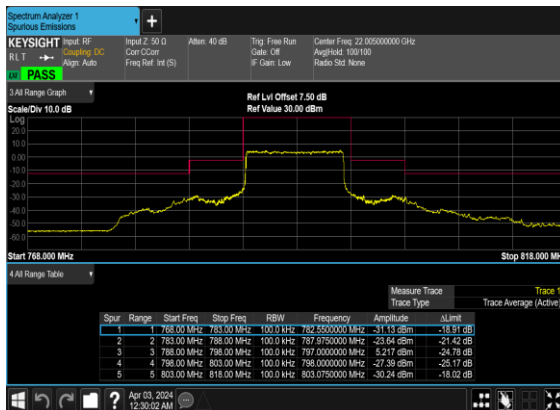 Spectrum Analyzer 1
Spurious Emissions
+
KEYSIGHT Input: RF Input Z: 50 Ω Atten: 40 dB Trig: Free Run Center Freq: 22.005000000 GHz
RLT Coupling: DC Corr CCorr Gate: Off Avg|Hold: 100/100
Align: Auto Freq Ref: Int (S) IF Gain: Low Radio Std: None
PASS
3 All Range Graph
Ref Lvl Offset 7.50 dB
Scale/Div 10.0 dB Ref Value 30.00 dBm
Log
20.0
10.0
0.00
-10.0
-20.0
-30.0
-40.0
-50.0
-60.0
Start 768.000 MHz Stop 818.000 MH
4 All Range Table
Measure Trace Trace 1
Trace Type Trace Average (Active)
Spur Range Start Freq Stop Freq RBW Frequency Amplitude ΔLimit
1 1 768.00 MHz 783.00 MHz 100.0 kHz 782.5500000 MHz -31.13 dBm -18.91 dB
2 2 783.00 MHz 788.00 MHz 100.0 kHz 787.9750000 MHz -23.64 dBm -21.42 dB
3 3 788.00 MHz 798.00 MHz 100.0 kHz 797.0000000 MHz 5.217 dBm -24.78 dB
4 4 798.00 MHz 803.00 MHz 100.0 kHz 798.0000000 MHz -27.39 dBm -25.17 dB
5 5 803.00 MHz 818.00 MHz 100.0 kHz 803.0750000 MHz -30.24 dBm -18.02 dB
? Apr 03, 2024
12:30:02 AM